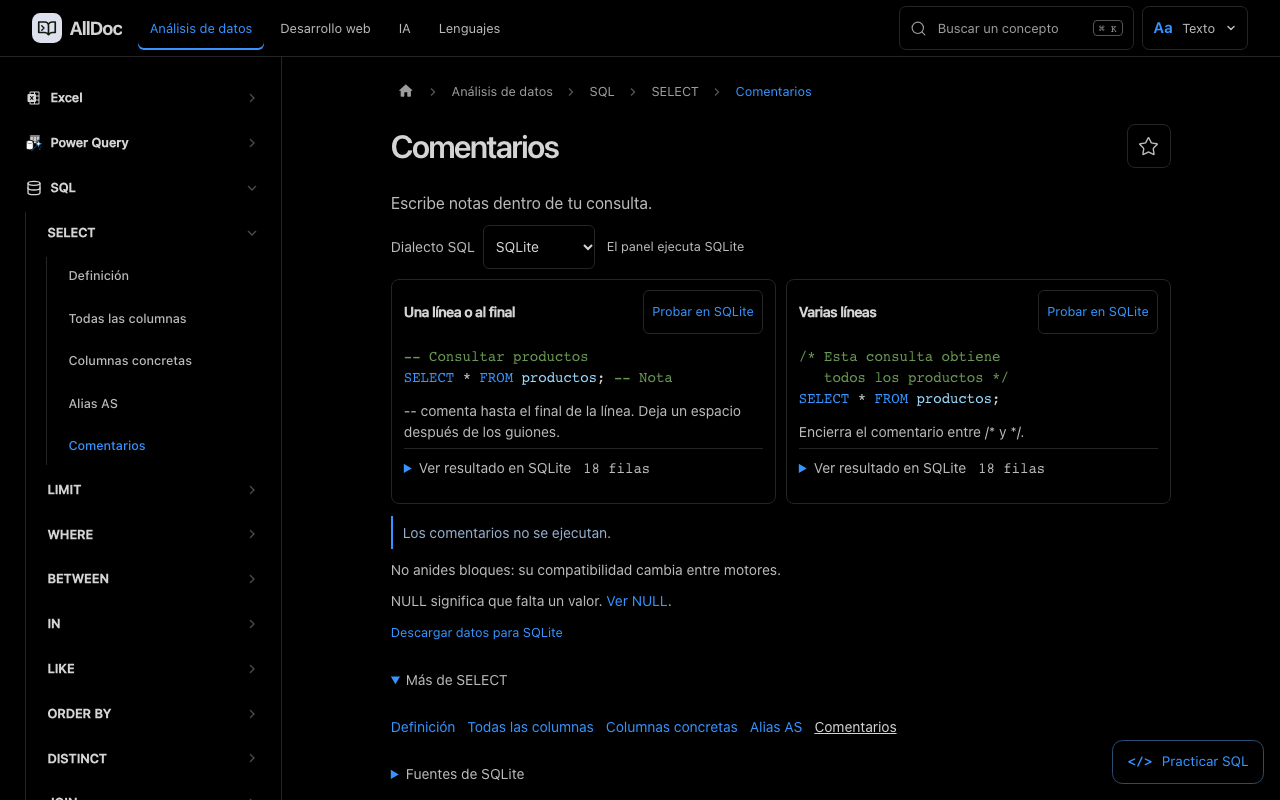 AllDoc
Análisis de datos
Desarrollo web
IA
Lenguajes
Buscar un concepto
⌘ K
Aa Texto
Excel
Power Query
SQL
SELECT
Definición
Todas las columnas
Columnas concretas
Alias AS
Comentarios
LIMIT
WHERE
BETWEEN
IN
LIKE
ORDER BY
DISTINCT
JOIN
Análisis de datos > SQL > SELECT > Comentarios
Comentarios
Escribe notas dentro de tu consulta.
Dialecto SQL SQLite El panel ejecuta SQLite
Una línea o al final
Probar en SQLite
-- Consultar productos
SELECT * FROM productos; -- Nota
-- comenta hasta el final de la línea. Deja un espacio
después de los guiones.
Ver resultado en SQLite 18 filas
Varias líneas
Probar en SQLite
/* Esta consulta obtiene
todos los productos */
SELECT * FROM productos;
Encierra el comentario entre /* y */.
Ver resultado en SQLite 18 filas
Los comentarios no se ejecutan.
No anides bloques: su compatibilidad cambia entre motores.
NULL significa que falta un valor. Ver NULL.
Descargar datos para SQLite
Más de SELECT
Definición Todas las columnas Columnas concretas Alias AS Comentarios
Fuentes de SQLite
</> Practicar SQL